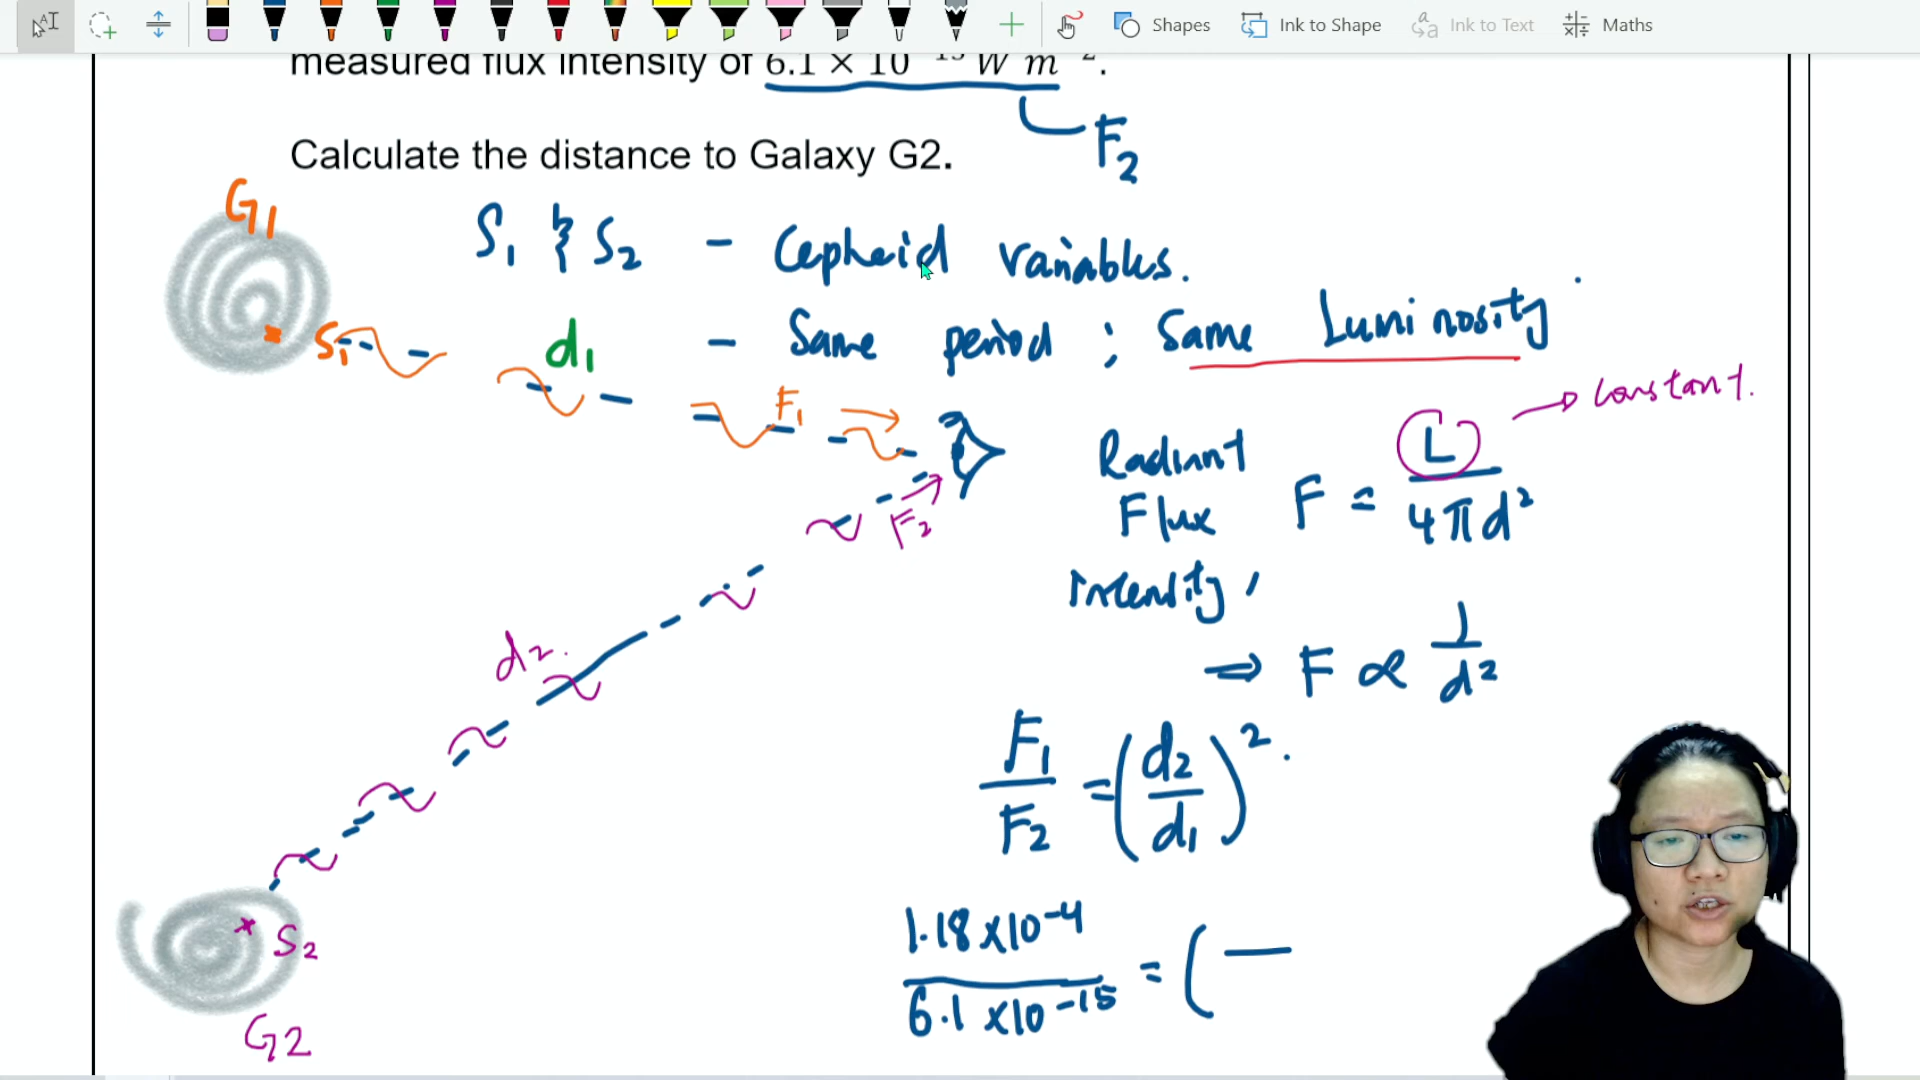 Shapes
Ink to Shape
Ink to Text
Maths
measured flux intensity of 6.1 × 10⁻¹⁵ W m⁻².
F₂
Calculate the distance to Galaxy G2.
G1
S₁ & S₂ - Cepheid variables.
S₁
d₁
- Same period ; Same Luminosity.
F₁
constant.
Radiant Flux Intensity, F = L / 4πd²
F₂
⇒ F ∝ 1/d²
d₂.
F₁/F₂ = (d₂/d₁)².
1.18 × 10⁻⁴ / 6.1 × 10⁻¹⁵ = ( —
S₂
G2